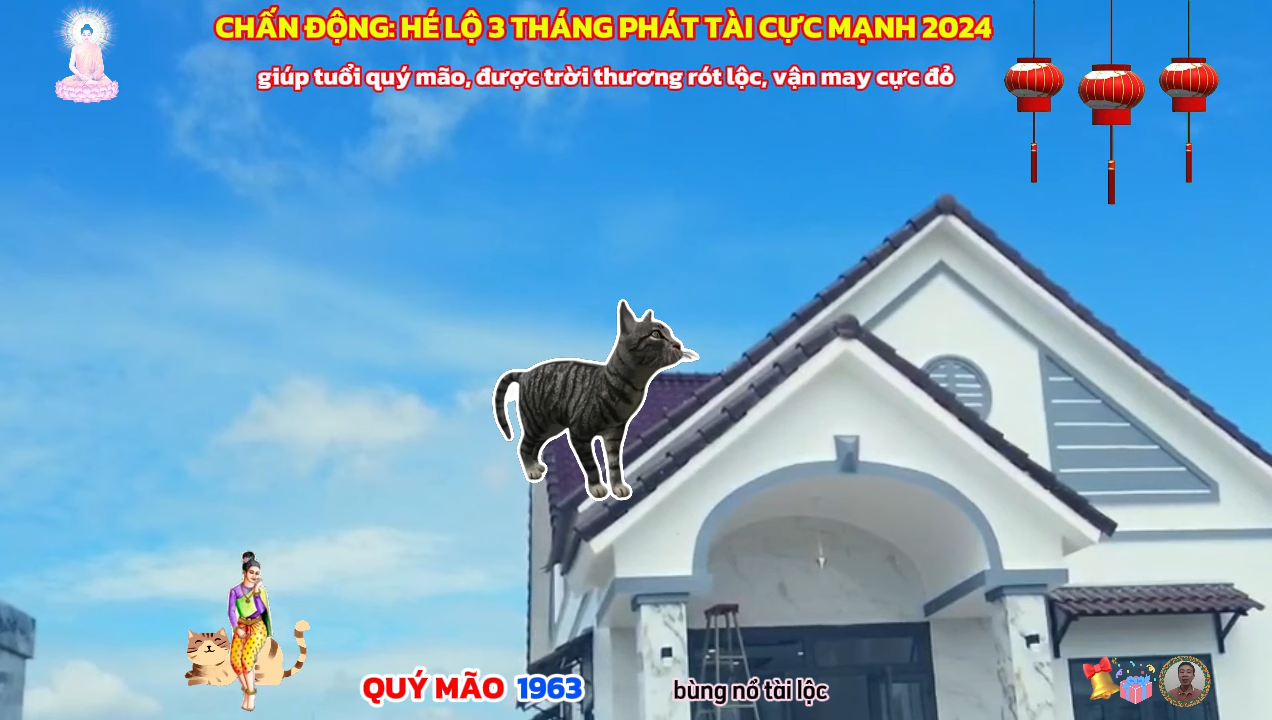 CHẤN ĐỘNG: HÉ LỘ 3 THÁNG PHÁT TÀI CỰC MẠNH 2024
giúp tuổi quý mão, được trời thương rót lộc, vận may cực đỏ
QUÝ MÃO 1963
bùng nổ tài lộc